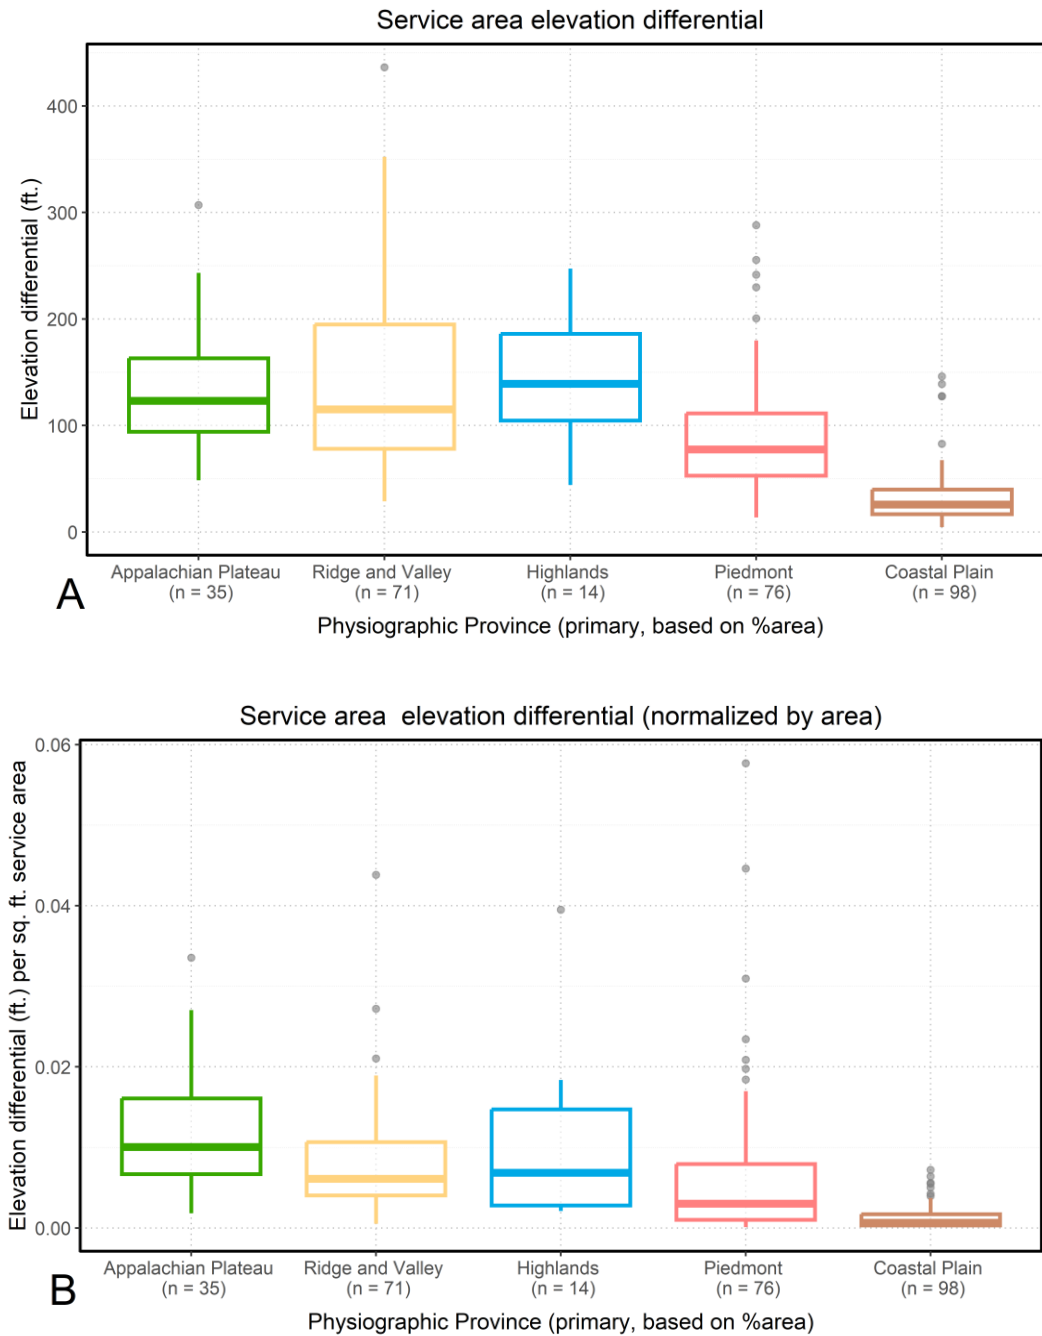 Service area elevation differential
Elevation differential (ft.)
400
300
200
100
0
Appalachian Plateau
(n = 35)
Ridge and Valley
(n = 71)
Highlands
(n = 14)
Piedmont
(n = 76)
Coastal Plain
(n = 98)
A
Physiographic Province (primary, based on %area)
Service area  elevation differential (normalized by area)
Elevation differential (ft.) per sq. ft. service area
0.06
0.04
0.02
0.00
Appalachian Plateau
(n = 35)
Ridge and Valley
(n = 71)
Highlands
(n = 14)
Piedmont
(n = 76)
Coastal Plain
(n = 98)
B
Physiographic Province (primary, based on %area)